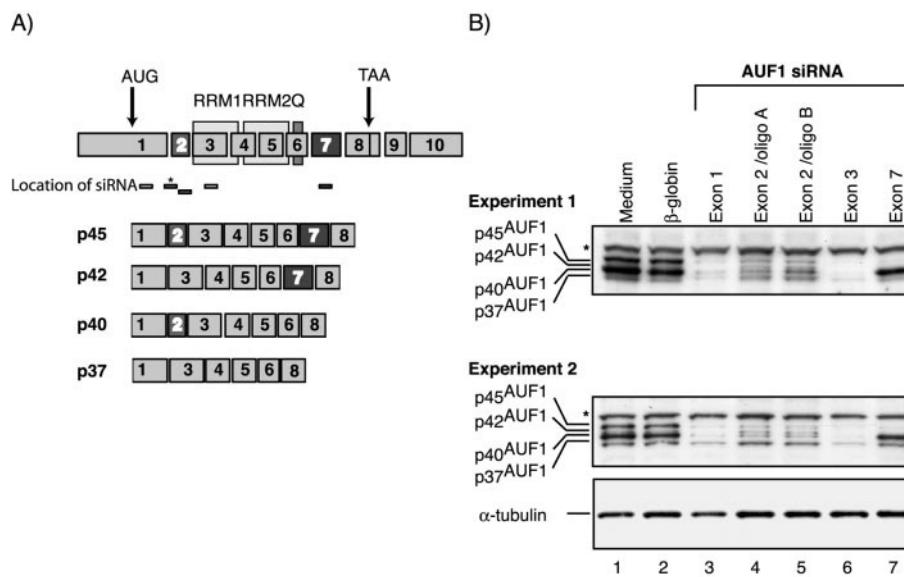 A)
AUG
TAA
RRM1RRM2Q
1 2 3 4 5 6 7 8 9 10
Location of siRNA
*
p45
1 2 3 4 5 6 7 8
p42
1 3 4 5 6 7 8
p40
1 2 3 4 5 6 8
p37
1 3 4 5 6 8
B)
AUF1 siRNA
Medium
β-globin
Exon 1
Exon 2 /oligo A
Exon 2 /oligo B
Exon 3
Exon 7
Experiment 1
*
p45AUF1
p42AUF1
p40AUF1
p37AUF1
Experiment 2
*
p45AUF1
p42AUF1
p40AUF1
p37AUF1
α-tubulin
1 2 3 4 5 6 7